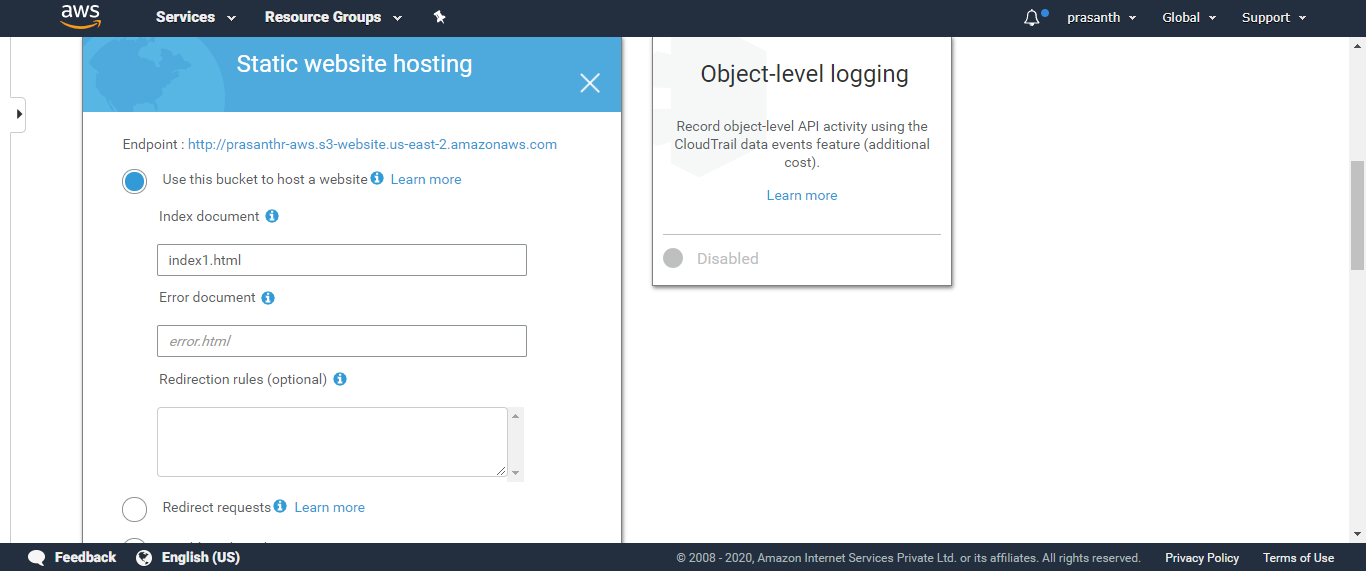 aws Services Resource Groups prasanth Global Support
Static website hosting
Endpoint : http://prasanthr-aws.s3-website.us-east-2.amazonaws.com
Use this bucket to host a website Learn more
Index document
index1.html
Error document
error.html
Redirection rules (optional)
Redirect requests Learn more
Object-level logging
Record object-level API activity using the
CloudTrail data events feature (additional
cost).
Learn more
Disabled
Feedback English (US) © 2008 - 2020, Amazon Internet Services Private Ltd. or its affiliates. All rights reserved. Privacy Policy Terms of Use